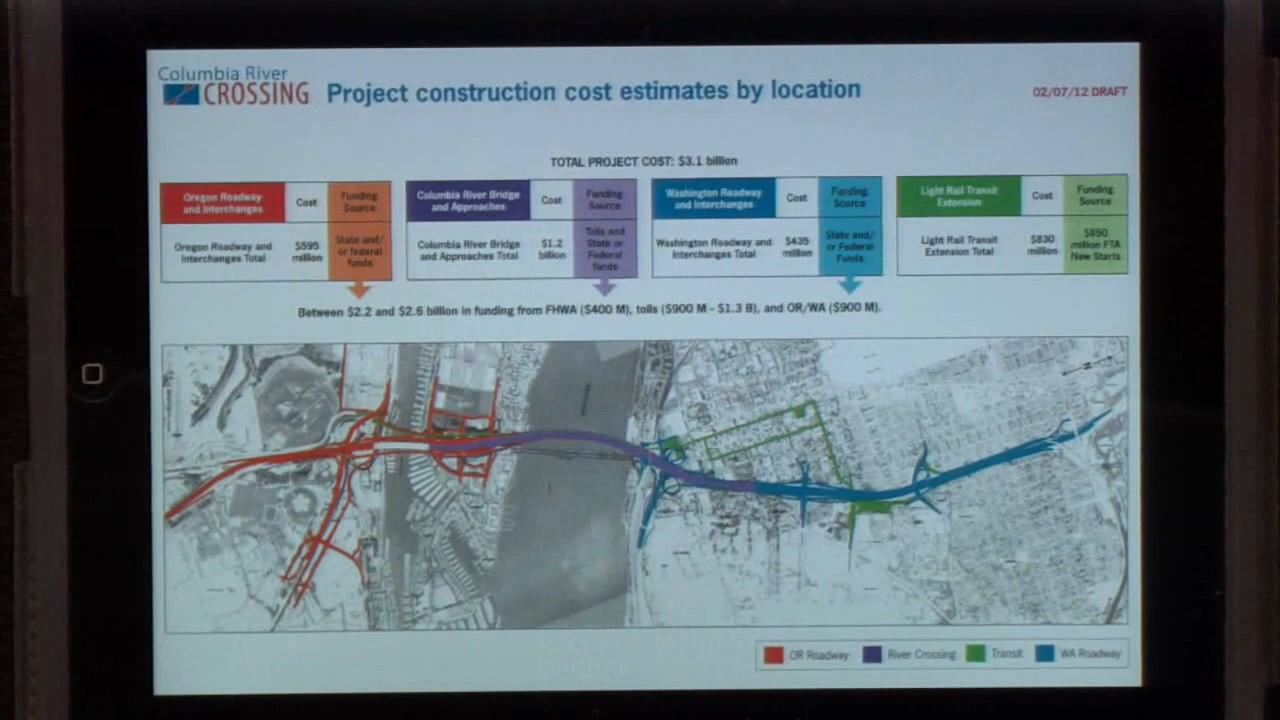 Columbia River
CROSSING
Project construction cost estimates by location
02/07/12 DRAFT
TOTAL PROJECT COST: $3.1 billion
Oregon Roadway
and Interchanges
Cost
Funding
Source
Oregon Roadway and
Interchanges Total
$595
million
State and/
or federal
funds
Columbia River Bridge
and Approaches
Cost
Funding
Source
Columbia River Bridge
and Approaches Total
$1.2
billion
Tolls and
State or
Federal
funds
Washington Roadway
and Interchanges
Cost
Funding
Source
Washington Roadway and
Interchanges Total
$435
million
State and/
or Federal
Funds
Light Rail Transit
Extension
Cost
Funding
Source
Light Rail Transit
Extension Total
$830
million
$850
million FTA
New Starts
Between $2.2 and $2.6 billion in funding from FHWA ($400 M), tolls ($900 M - $1.3 B), and OR/WA ($900 M).
OR Roadway
River Crossing
Transit
WA Roadway